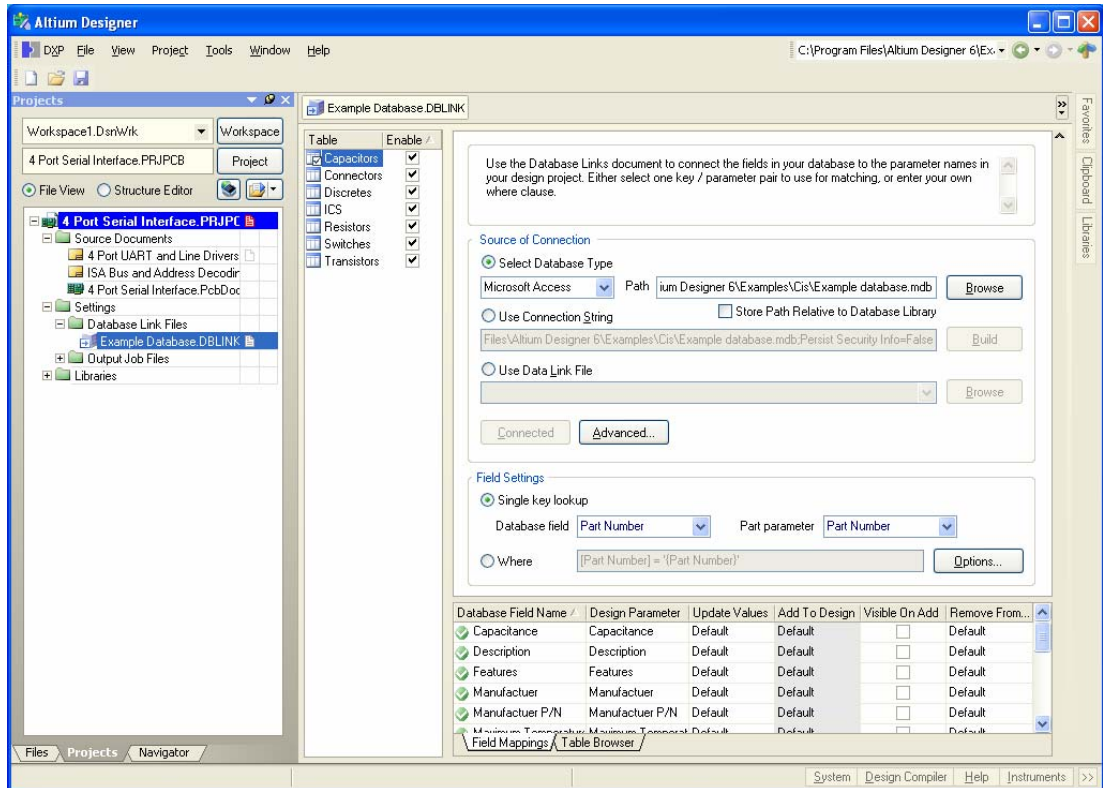 Altium Designer
DXP File View Project Tools Window Help
C:\Program Files\Altium Designer 6\Ex
Projects
Workspace1.DsnWrk Workspace
4 Port Serial Interface.PRJPCB Project
File View Structure Editor
4 Port Serial Interface.PRJPC
Source Documents
4 Port UART and Line Drivers
ISA Bus and Address Decodin
4 Port Serial Interface.PcbDoc
Settings
Database Link Files
Example Database.DBLINK
Output Job Files
Libraries
Files Projects Navigator
Example Database.DBLINK
Table Enable
Capacitors
Connectors
Discretes
ICS
Resistors
Switches
Transistors
Use the Database Links document to connect the fields in your database to the parameter names in
your design project. Either select one key / parameter pair to use for matching, or enter your own
where clause.
Source of Connection
Select Database Type
Microsoft Access Path ium Designer 6\Examples\Cis\Example database.mdb Browse
Use Connection String Store Path Relative to Database Library
Files\Altium Designer 6\Examples\Cis\Example database.mdb;Persist Security Info=False Build
Use Data Link File
Browse
Connected Advanced...
Field Settings
Single key lookup
Database field Part Number Part parameter Part Number
Where [Part Number] = '{Part Number}' Options...
Database Field Name Design Parameter Update Values Add To Design Visible On Add Remove From...
Capacitance Capacitance Default Default Default
Description Description Default Default Default
Features Features Default Default Default
Manufactuer Manufactuer Default Default Default
Manufactuer P/N Manufactuer P/N Default Default Default
Maximum Temperatur Maximum Temperat Default Default Default
Field Mappings Table Browser
Favorites
Clipboard
Libraries
System Design Compiler Help Instruments >>